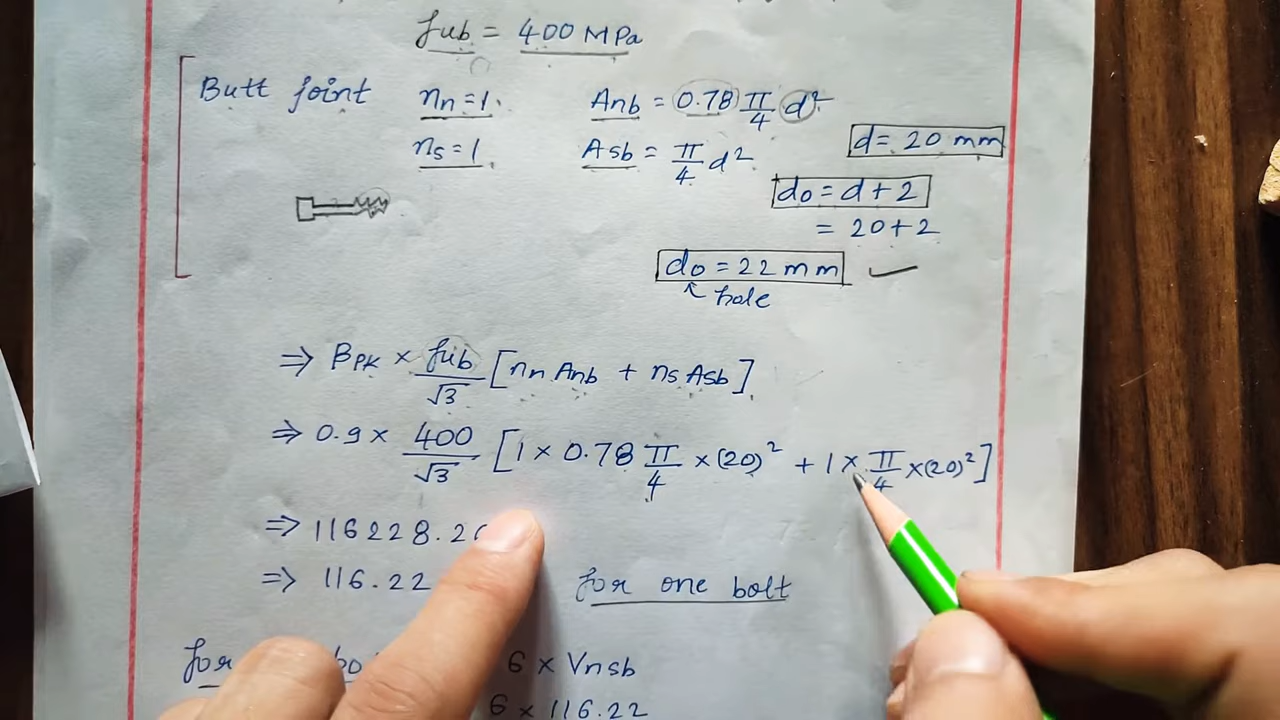 fub = 400 MPa
Butt joint nn = 1. Anb = 0.78 π/4 d²
ns = 1 Asb = π/4 d² d = 20 mm
do = d + 2
= 20 + 2
do = 22 mm ✓
↖ hole
⇒ BPK × fub/√3 [nn Anb + ns Asb]
⇒ 0.9 × 400/√3 [1 × 0.78 π/4 × (20)² + 1 × π/4 × (20)²]
⇒ 116228.2
⇒ 116.22 for one bolt
for 6 × Vnsb
6 × 116.22